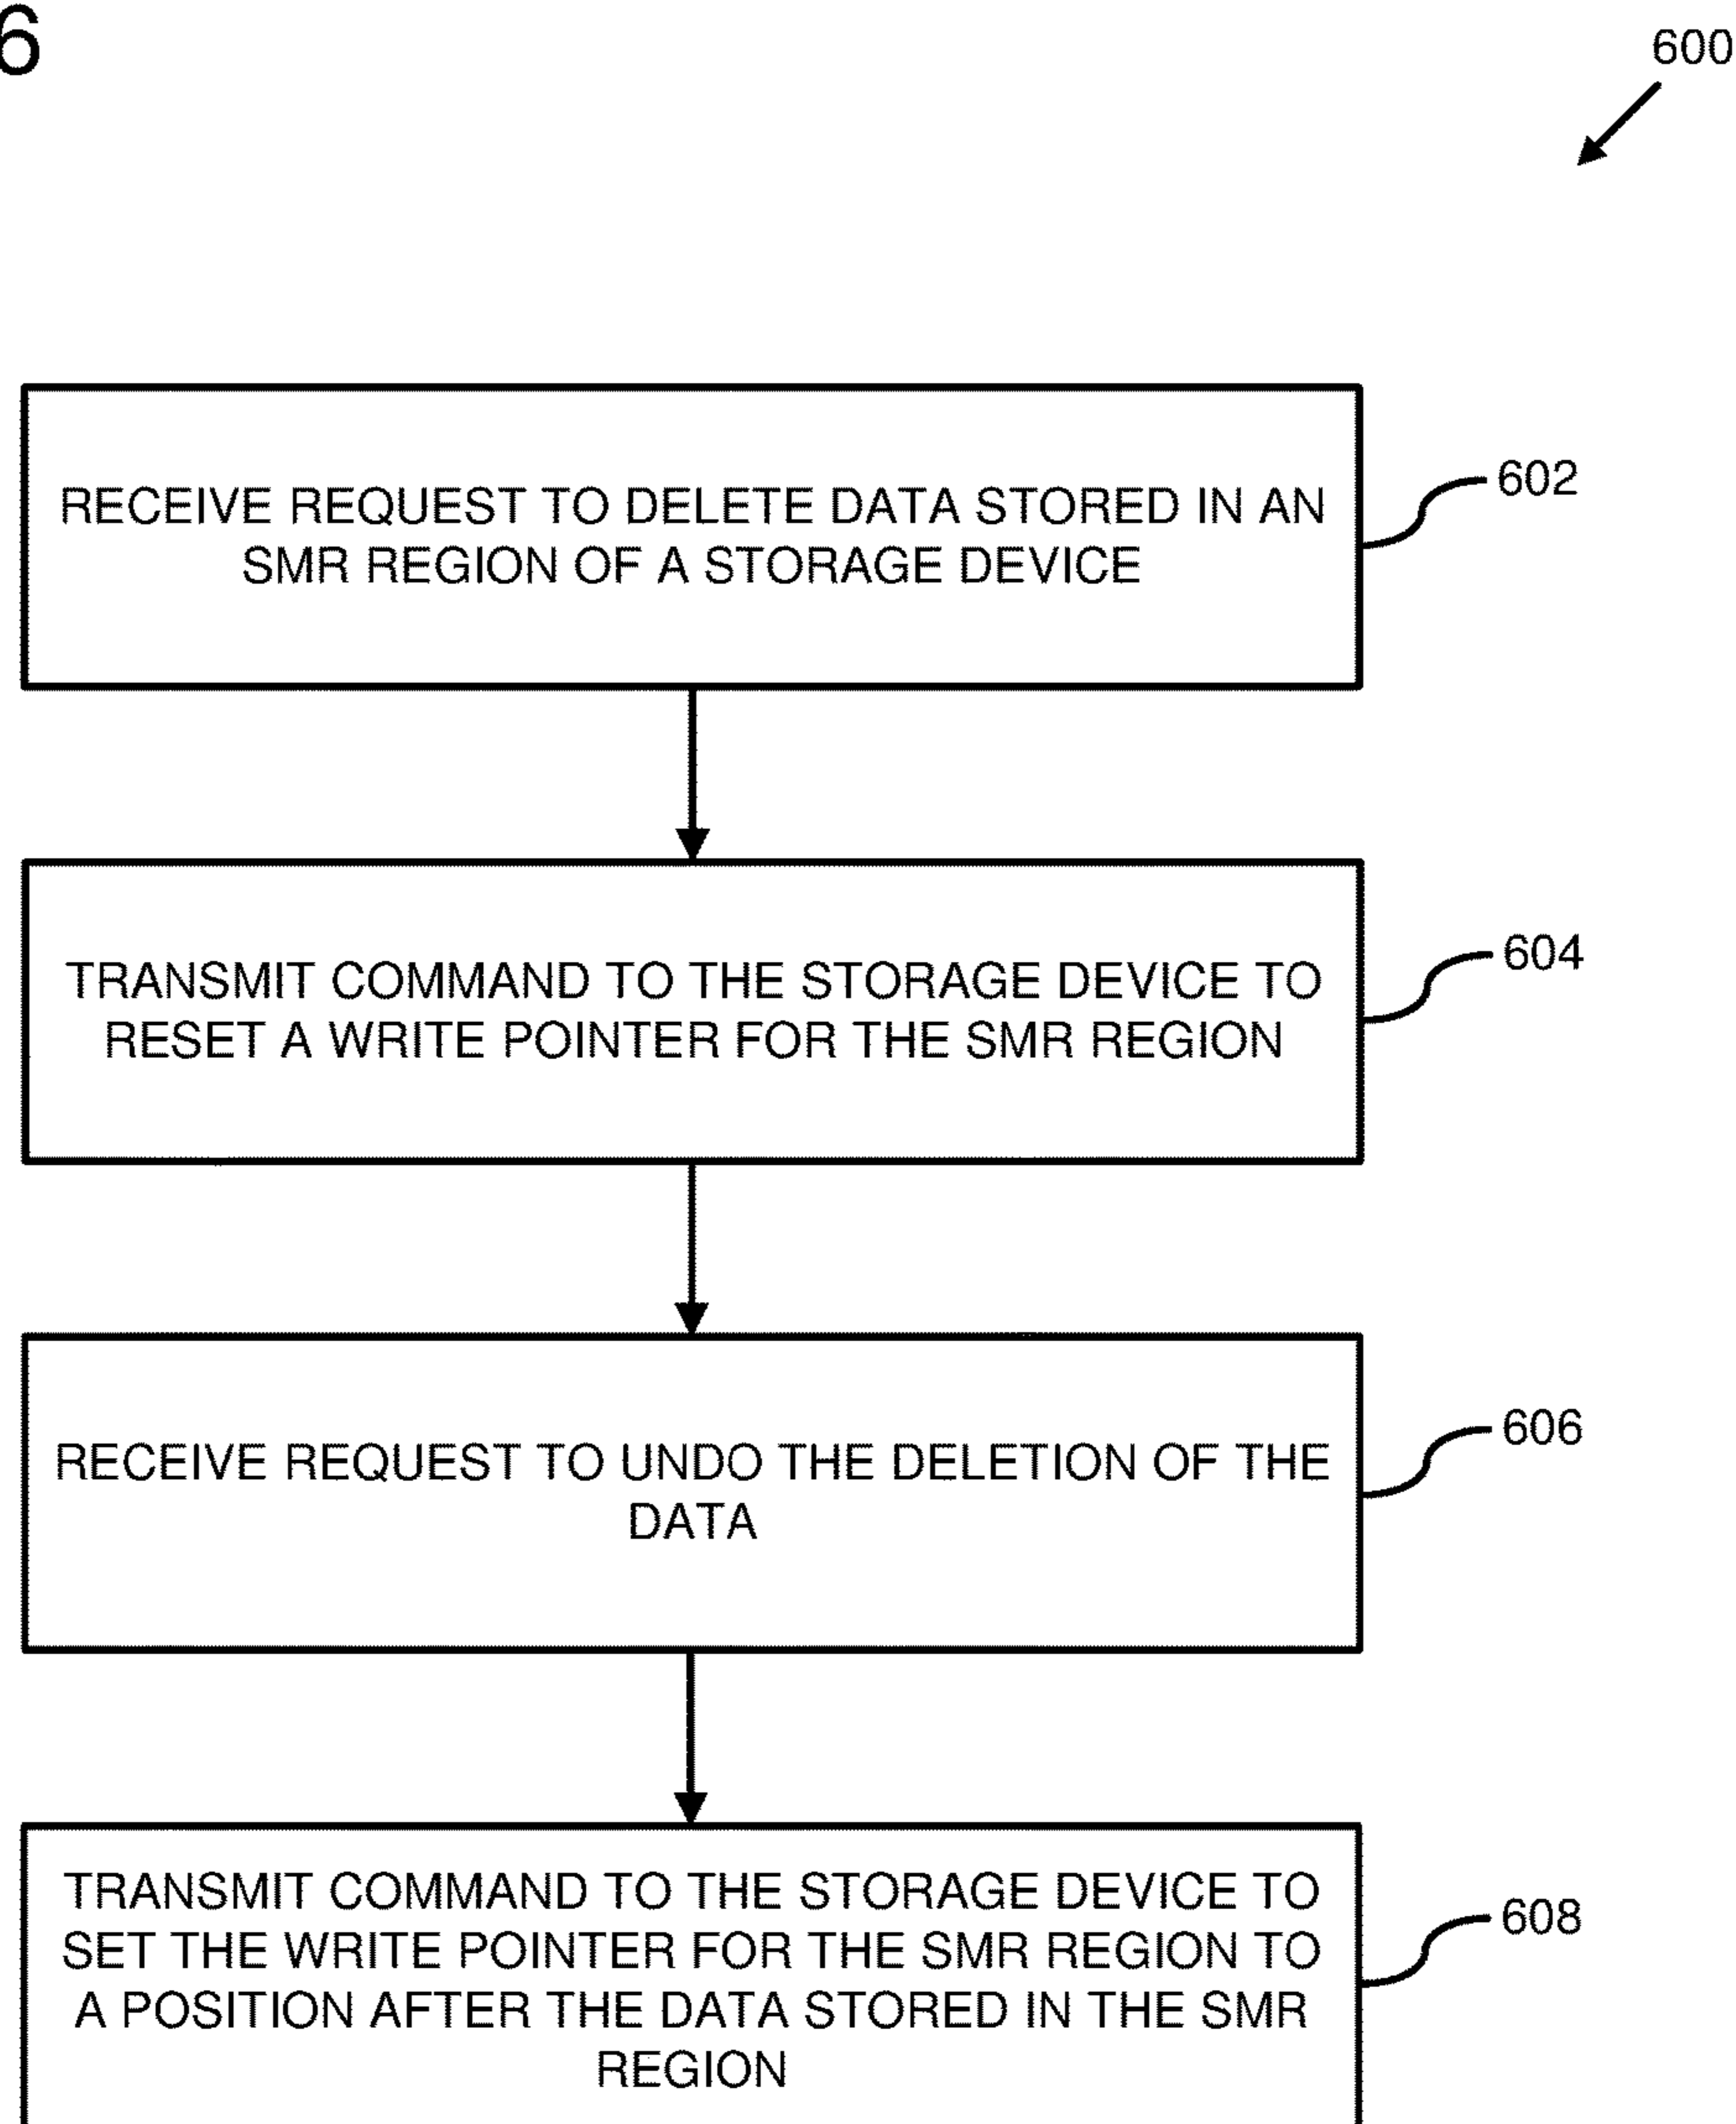 6
600
RECEIVE REQUEST TO DELETE DATA STORED IN AN
SMR REGION OF A STORAGE DEVICE
602
TRANSMIT COMMAND TO THE STORAGE DEVICE TO
RESET A WRITE POINTER FOR THE SMR REGION
604
RECEIVE REQUEST TO UNDO THE DELETION OF THE
DATA
606
TRANSMIT COMMAND TO THE STORAGE DEVICE TO
SET THE WRITE POINTER FOR THE SMR REGION TO
A POSITION AFTER THE DATA STORED IN THE SMR
REGION
608